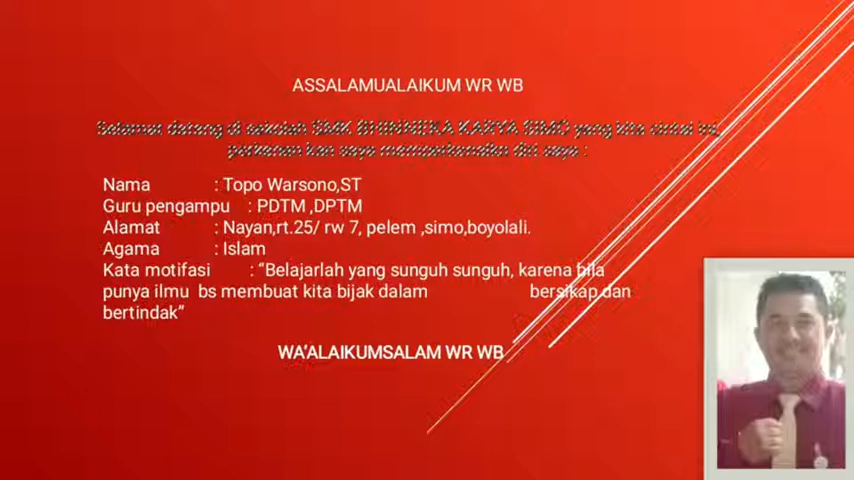 ASSALAMUALAIKUM WR WB
Selamat datang di sekolah SMK BHINNEKA KARYA SIMO yang kita cintai ini,
perkenan kan saya memperkenalkn diri saya :
Nama : Topo Warsono,ST
Guru pengampu : PDTM ,DPTM
Alamat : Nayan,rt.25/ rw 7, pelem ,simo,boyolali.
Agama : Islam
Kata motifasi : “Belajarlah yang sunguh sunguh, karena bila
punya ilmu bs membuat kita bijak dalam bersikap dan
bertindak”
WA’ALAIKUMSALAM WR WB